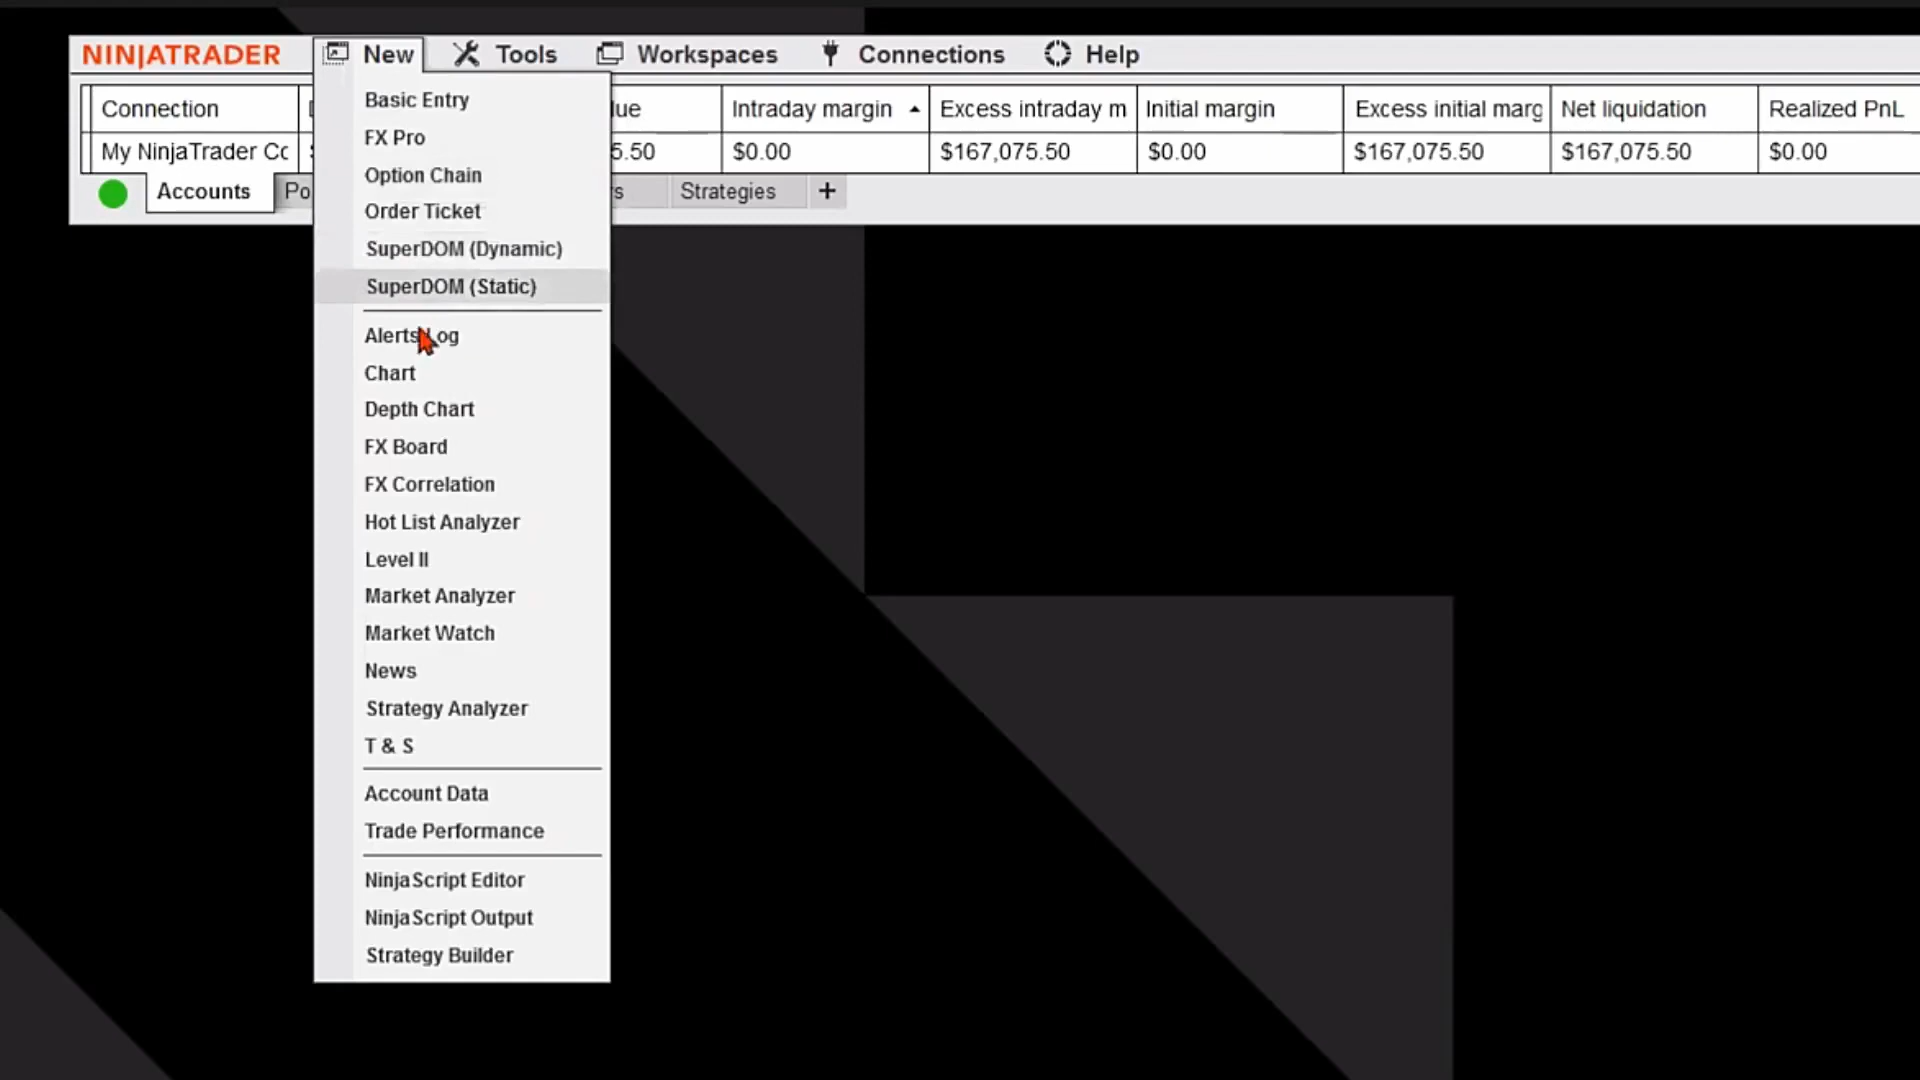 NINJATRADER New Tools Workspaces Connections Help
Connection lue Intraday margin Excess intraday m Initial margin Excess initial marg Net liquidation Realized PnL
My NinjaTrader Cc 5.50 $0.00 $167,075.50 $0.00 $167,075.50 $167,075.50 $0.00
Accounts Po s Strategies +
Basic Entry
FX Pro
Option Chain
Order Ticket
SuperDOM (Dynamic)
SuperDOM (Static)
Alerts Log
Chart
Depth Chart
FX Board
FX Correlation
Hot List Analyzer
Level II
Market Analyzer
Market Watch
News
Strategy Analyzer
T & S
Account Data
Trade Performance
NinjaScript Editor
NinjaScript Output
Strategy Builder